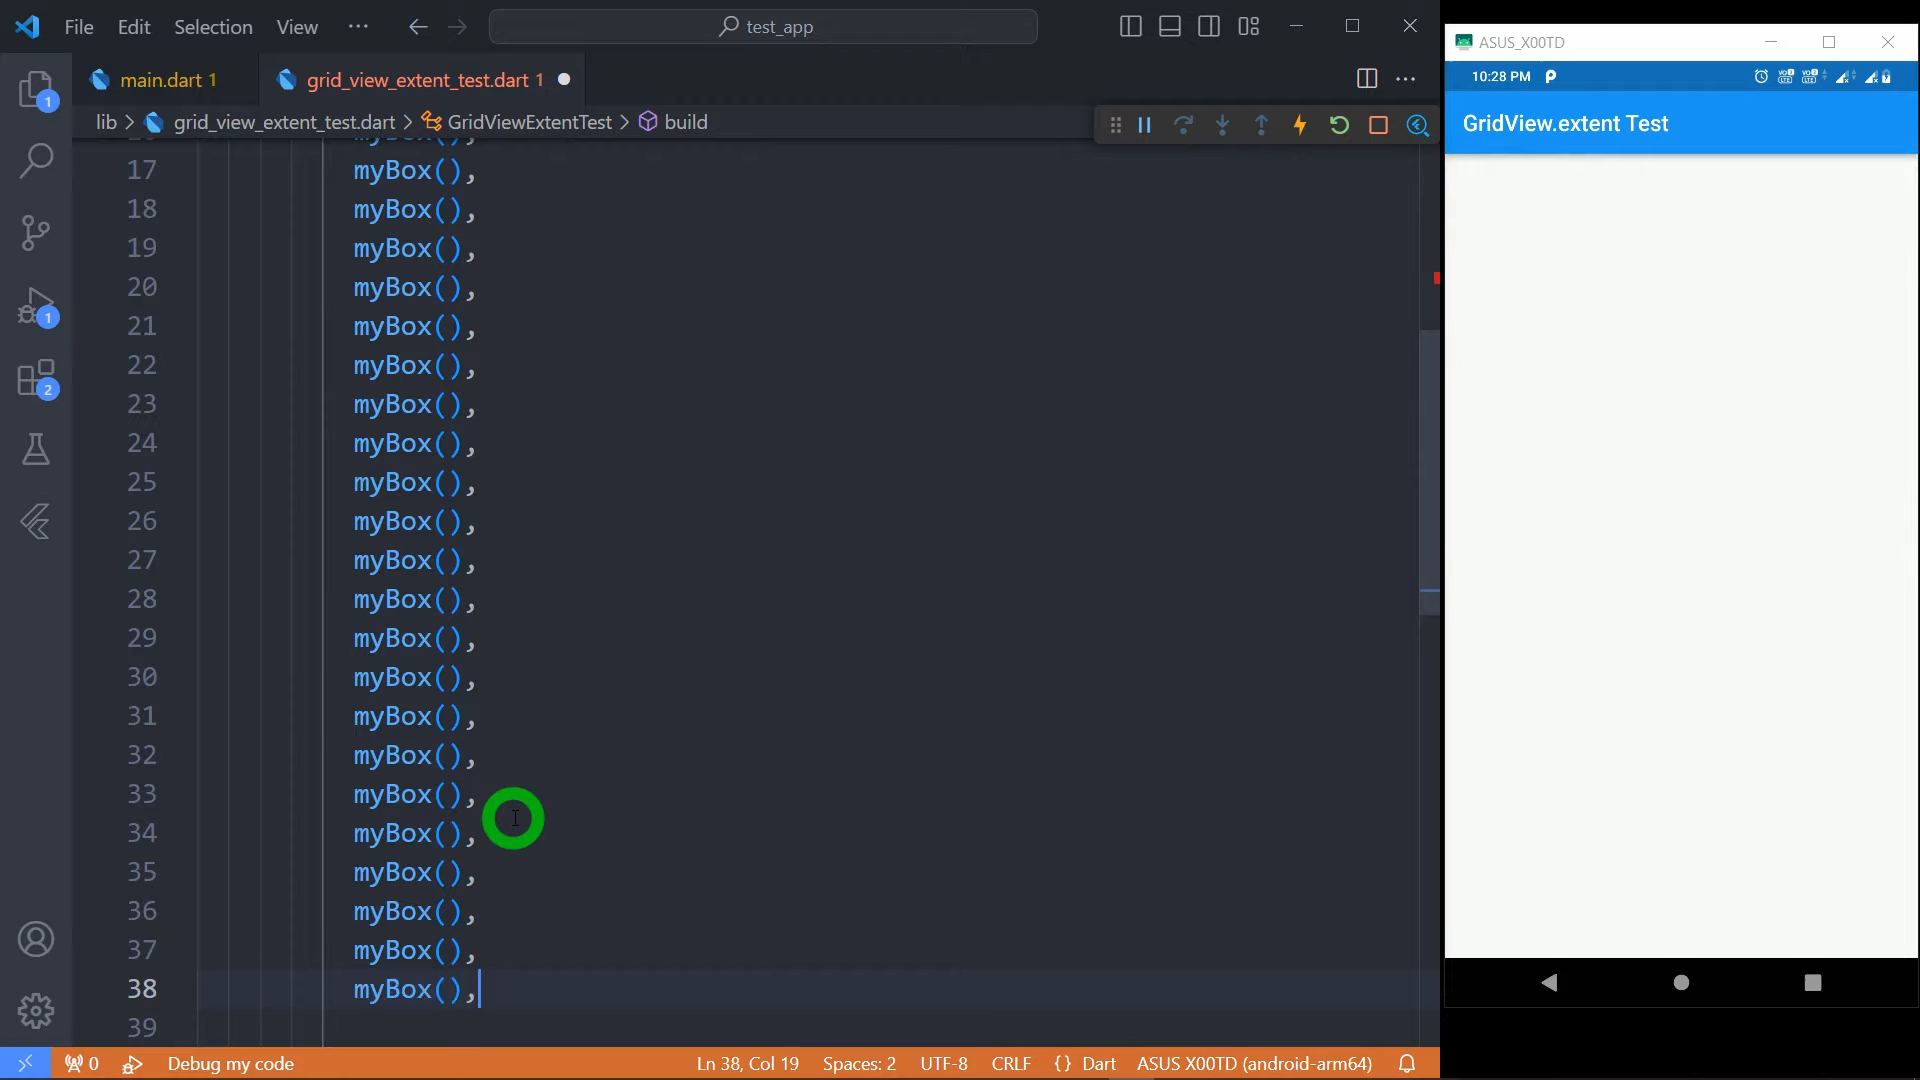 File Edit Selection View ··· test_app
ASUS_X00TD
10:28 PM
main.dart 1 grid_view_extent_test.dart 1
lib > grid_view_extent_test.dart > GridViewExtentTest > build
GridView.extent Test
17 myBox(),
18 myBox(),
19 myBox(),
20 myBox(),
21 myBox(),
22 myBox(),
23 myBox(),
24 myBox(),
25 myBox(),
26 myBox(),
27 myBox(),
28 myBox(),
29 myBox(),
30 myBox(),
31 myBox(),
32 myBox(),
33 myBox(),
34 myBox(),
35 myBox(),
36 myBox(),
37 myBox(),
38 myBox(),
39
1
1
2
0 Debug my code Ln 38, Col 19 Spaces: 2 UTF-8 CRLF {} Dart ASUS X00TD (android-arm64)